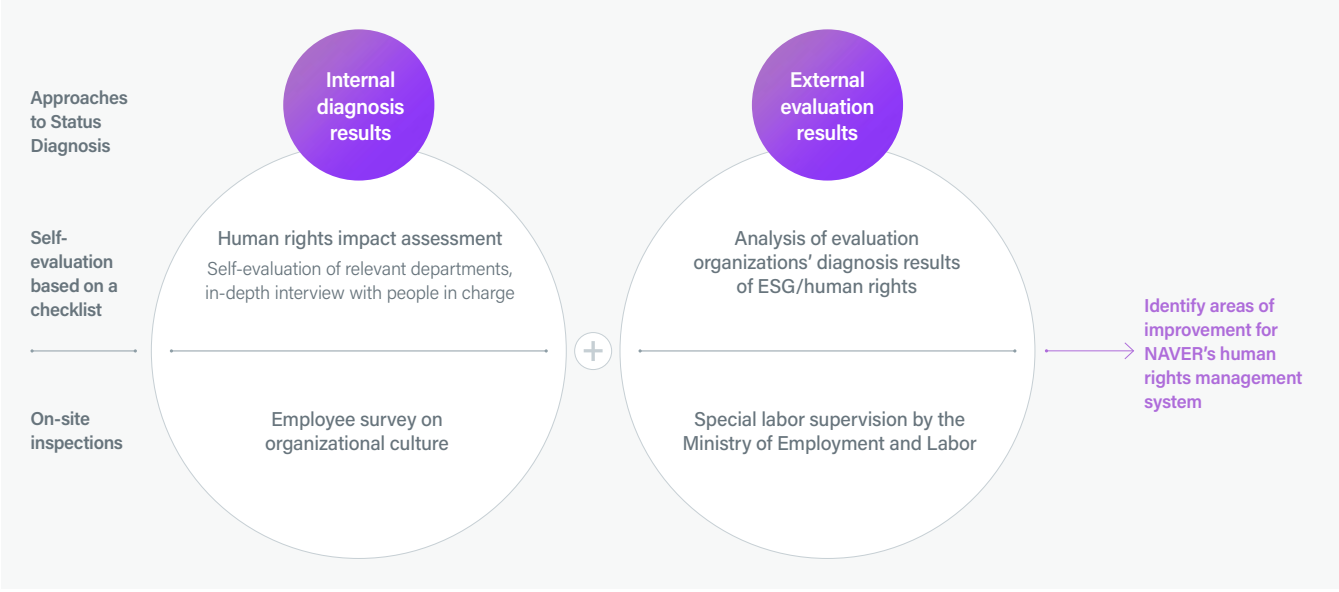 Approaches
to Status
Diagnosis
Internal
diagnosis
results
External
evaluation
results
Self-
evaluation
based on a
checklist
Human rights impact assessment
Self-evaluation of relevant departments,
in-depth interview with people in charge
Analysis of evaluation
organizations’ diagnosis results
of ESG/human rights
On-site
inspections
Employee survey on
organizational culture
Special labor supervision by the
Ministry of Employment and Labor
Identify areas of
improvement for
NAVER’s human
rights management
system